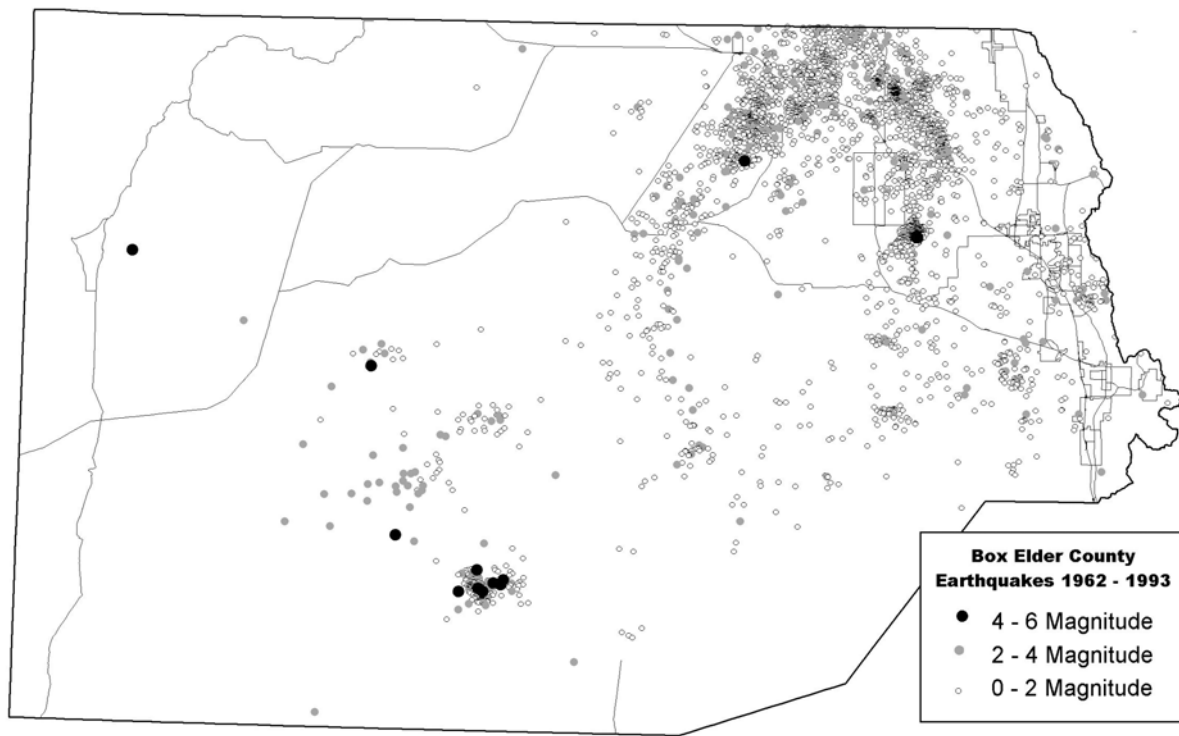 Box Elder County
Earthquakes 1962 - 1993
4 - 6 Magnitude
2 - 4 Magnitude
0 - 2 Magnitude